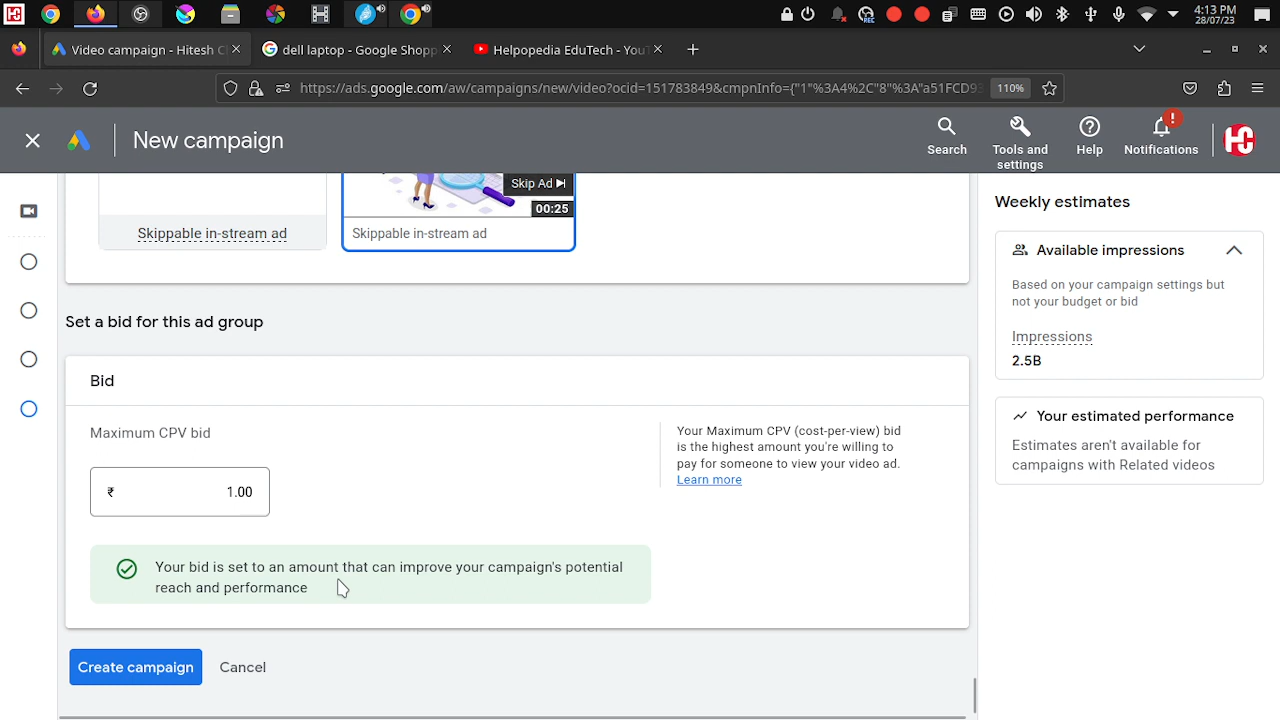 4:13 PM
28/07/23
Video campaign - Hitesh C
dell laptop - Google Shopp
Helpopedia EduTech - YouT
https://ads.google.com/aw/campaigns/new/video?ocid=151783849&cmpnInfo={"1"%3A4%2C"8"%3A"a51FCD93
110%
New campaign
Search
Tools and
settings
Help
Notifications
Skip Ad
00:25
Skippable in-stream ad
Skippable in-stream ad
Set a bid for this ad group
Bid
Maximum CPV bid
₹ 1.00
Your Maximum CPV (cost-per-view) bid
is the highest amount you're willing to
pay for someone to view your video ad.
Learn more
Your bid is set to an amount that can improve your campaign's potential
reach and performance
Create campaign
Cancel
Weekly estimates
Available impressions
Based on your campaign settings but
not your budget or bid
Impressions
2.5B
Your estimated performance
Estimates aren't available for
campaigns with Related videos